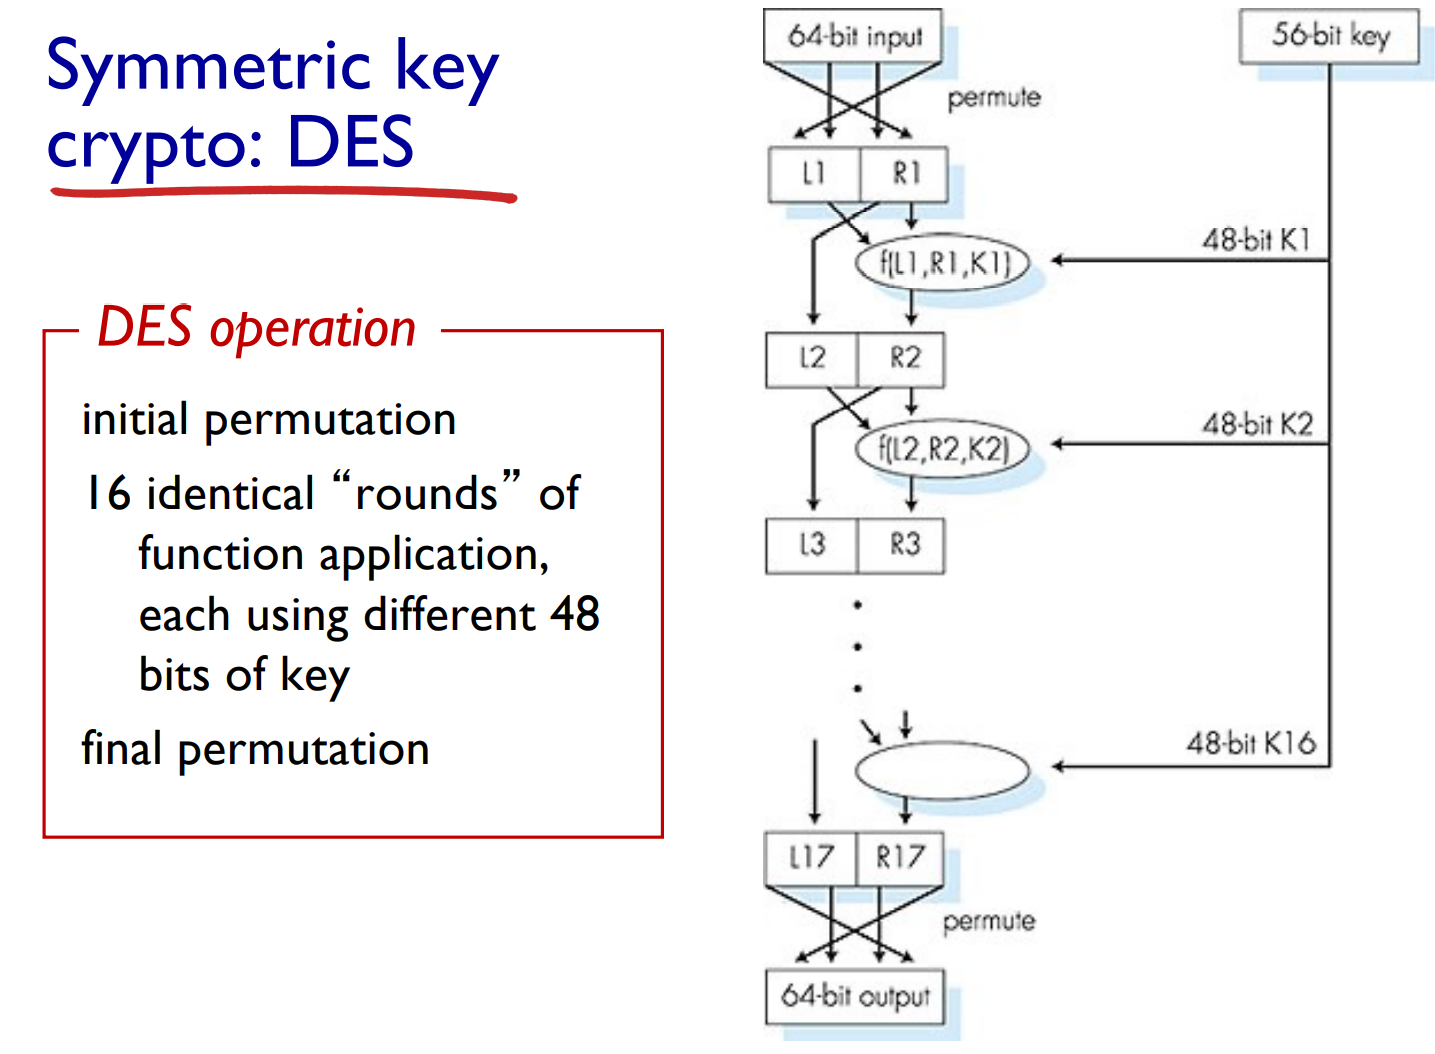 Symmetric key
crypto: DES
DES operation
initial permutation
16 identical “rounds” of
function application,
each using different 48
bits of key
final permutation
64-bit input
56-bit key
permute
L1 R1
48-bit K1
f(L1,R1,K1)
L2 R2
48-bit K2
f(L2,R2,K2)
L3 R3
48-bit K16
L17 R17
permute
64-bit output